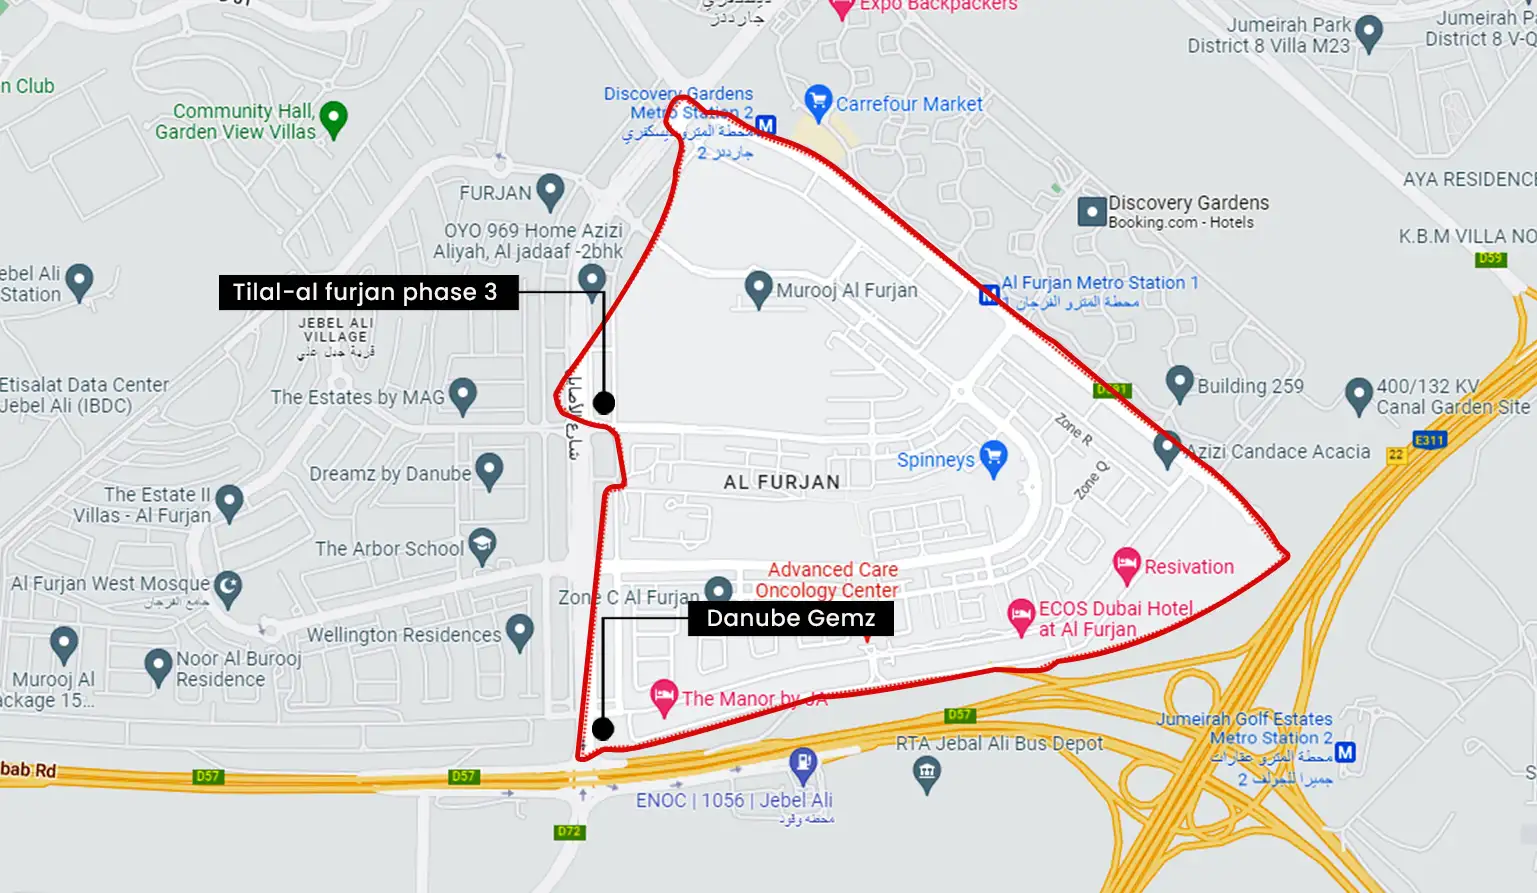 Expo Backpackers
جاردنز
Jumeirah Park
District 8 Villa M23
Jumeirah P
District 8 V-Q
n Club
Community Hall,
Garden View Villas
Discovery Gardens
Metro Station 2
محطة المترو ديسكفري
جاردنز 2
Carrefour Market
FURJAN
AYA RESIDENCE
Discovery Gardens
Booking.com - Hotels
OYO 969 Home Azizi
Aliyah, Al jadaaf -2bhk
K.B.M VILLA NO
D59
ebel Ali
Station
Tilal-al furjan phase 3
Murooj Al Furjan
Al Furjan Metro Station 1
محطة المترو الفرجان 1
JEBEL ALI
VILLAGE
قرية جبل علي
Etisalat Data Center
Jebel Ali (IBDC)
The Estates by MAG
Building 259
400/132 KV
Canal Garden Site
Zone R
E311
22
Azizi Candace Acacia
Spinneys
Zone Q
Dreamz by Danube
AL FURJAN
The Estate II
Villas - Al Furjan
The Arbor School
Al Furjan West Mosque
جامع الفرجان
Advanced Care
Oncology Center
Resivation
Zone C Al Furjan
Danube Gemz
ECOS Dubai Hotel
at Al Furjan
Wellington Residences
Noor Al Burooj
Residence
Murooj Al
ackage 15...
The Manor by JA
D57
Jumeirah Golf Estates
Metro Station 2
محطة المترو عقارات
جميرا للجولف 2
RTA Jebal Ali Bus Depot
bab Rd
D57
D57
ENOC | 1056 | Jebel Ali
محطة وقود
D72